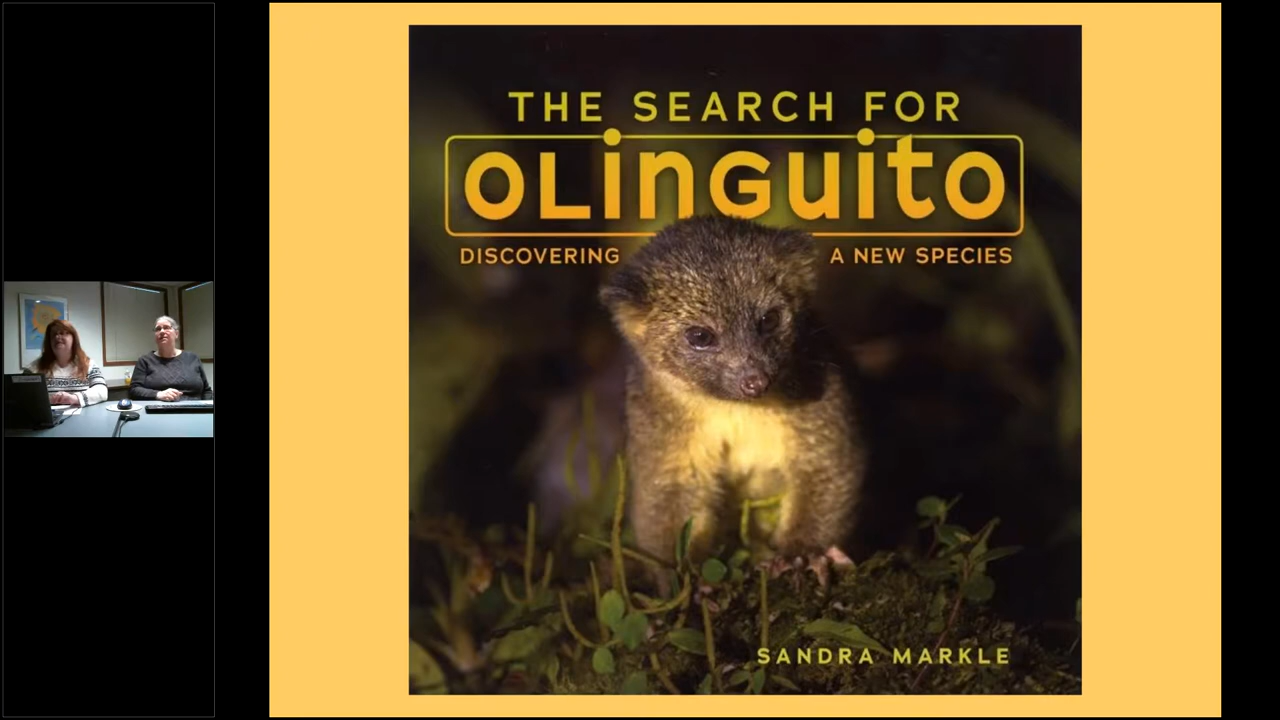 THE SEARCH FOR
OLinGuito
DISCOVERING A NEW SPECIES
SANDRA MARKLE